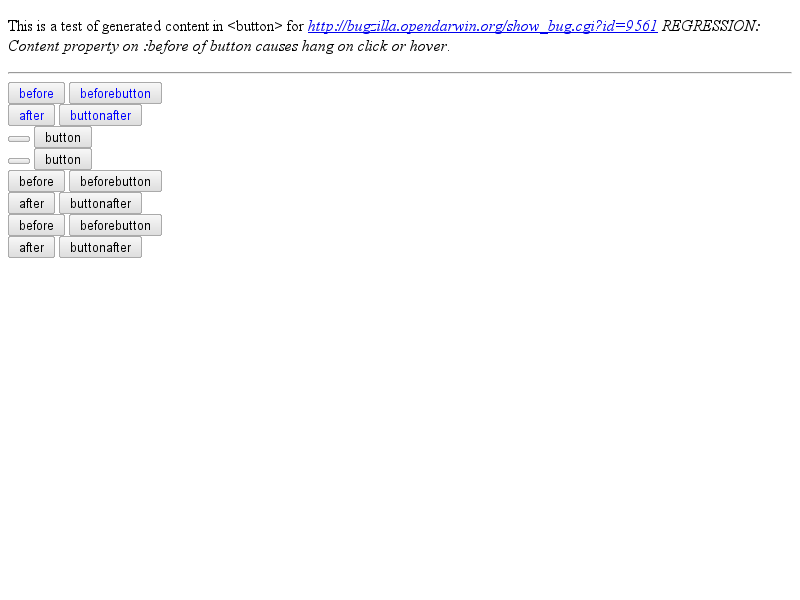 This is a test of generated content in <button> for http://bugzilla.opendarwin.org/show_bug.cgi?id=9561 REGRESSION:
Content property on :before of button causes hang on click or hover.
before beforebutton
after buttonafter
button
button
before beforebutton
after buttonafter
before beforebutton
after buttonafter